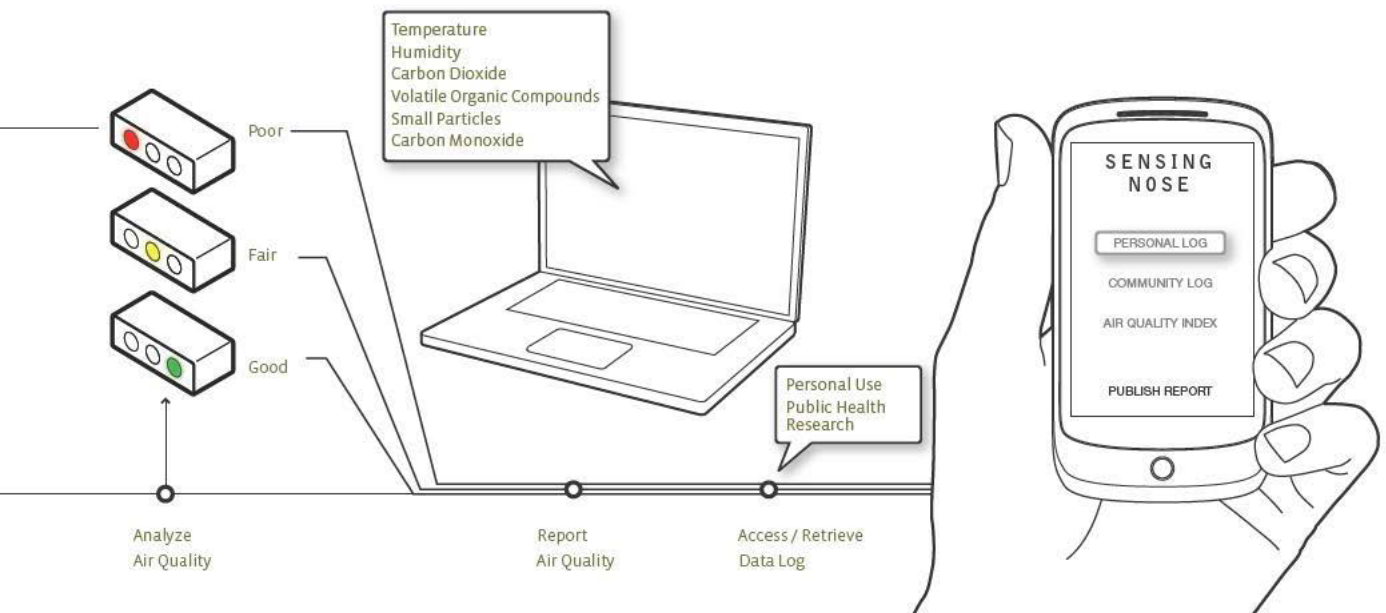 Temperature
Humidity
Carbon Dioxide
Volatile Organic Compounds
Small Particles
Carbon Monoxide
Poor
Fair
Good
Personal Use
Public Health
Research
SENSING
NOSE
PERSONAL LOG
COMMUNITY LOG
AIR QUALITY INDEX
PUBLISH REPORT
Analyze
Air Quality
Report
Air Quality
Access / Retrieve
Data Log